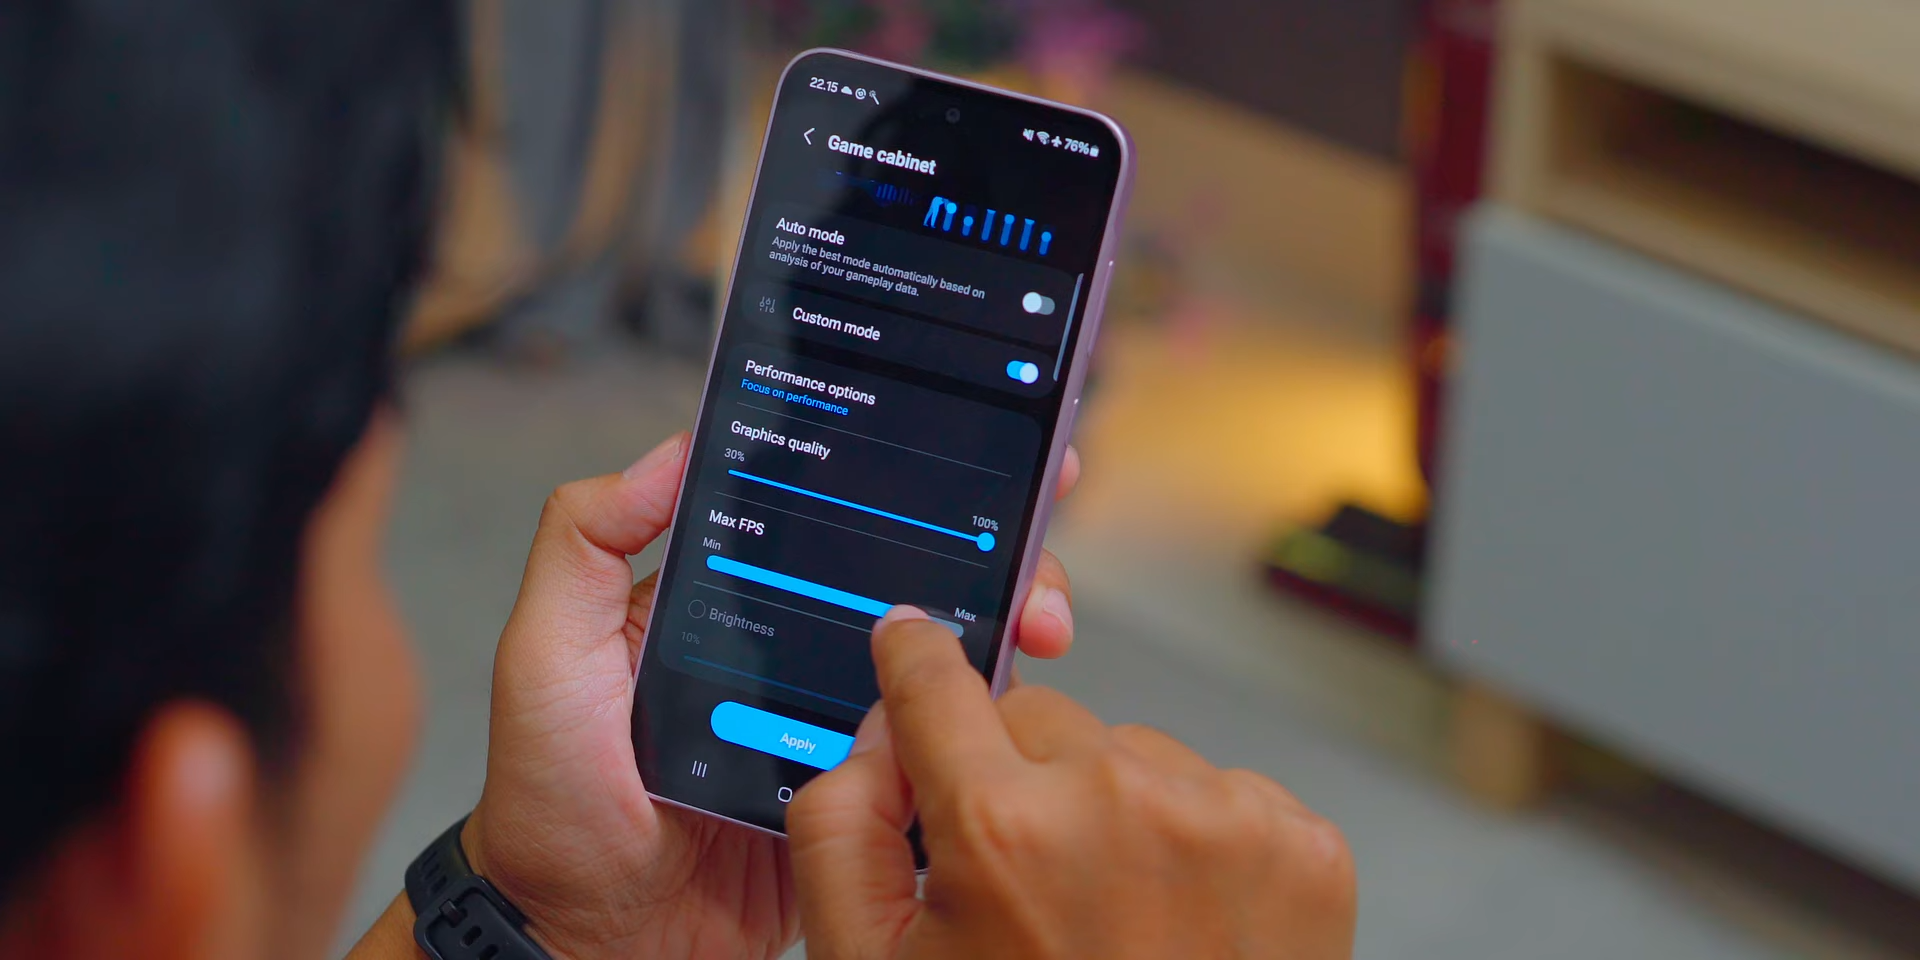 22.15
76%
Game cabinet
Auto mode
Apply the best mode automatically based on
analysis of your gameplay data.
Custom mode
Performance options
Focus on performance
Graphics quality
30%
100%
Max FPS
Min
Max
Brightness
10%
Apply